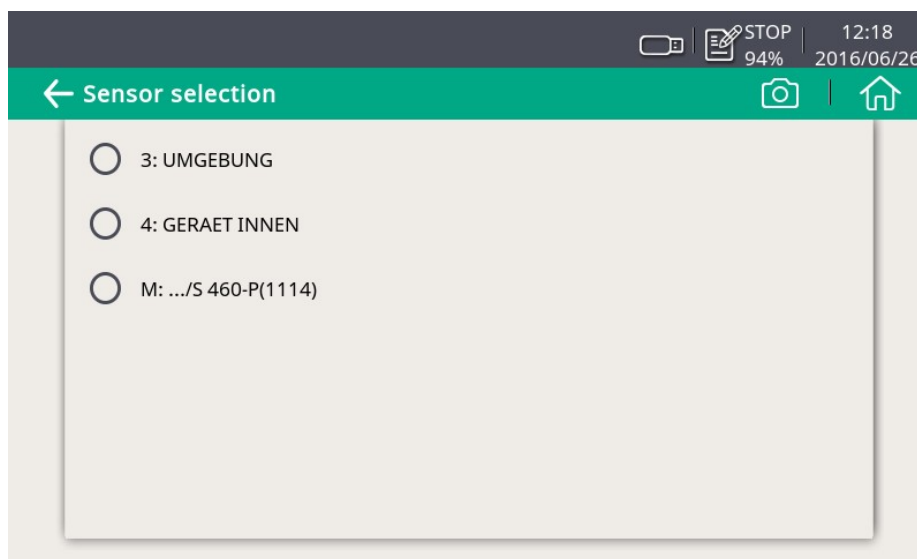 STOP 12:18
94% 2016/06/26
Sensor selection
3: UMGEBUNG
4: GERAET INNEN
M: .../S 460-P(1114)